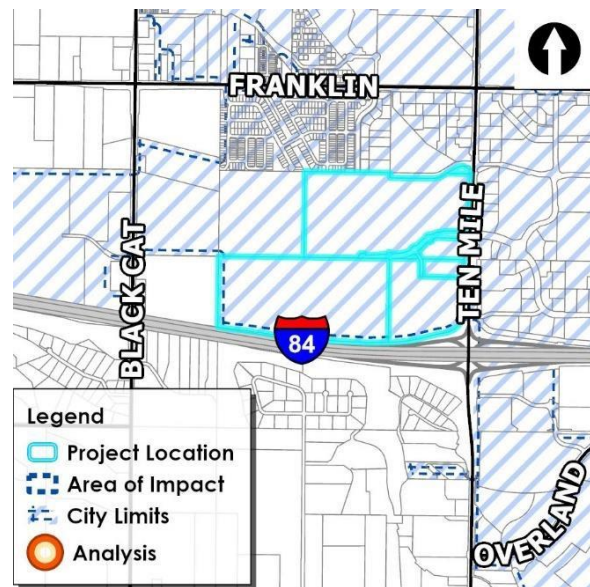 FRANKLIN
BLACK CAT
TEN MILE
84
OVERLAND
Legend
Project Location
Area of Impact
City Limits
Analysis